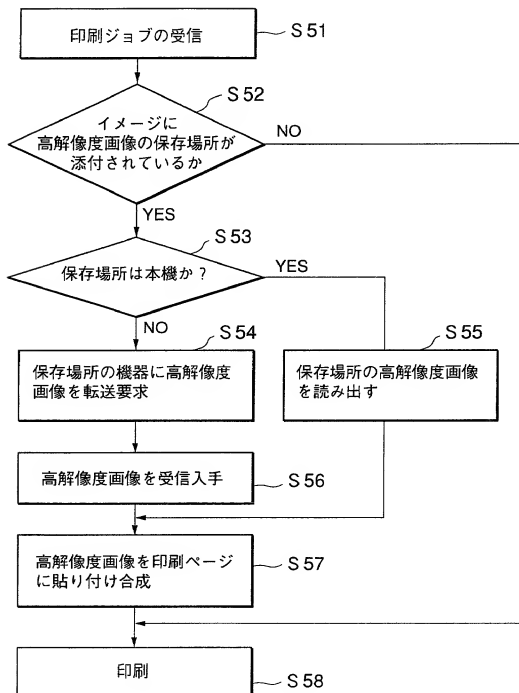 印刷ジョブの受信
S51
S52
イメージに
高解像度画像の保存場所が
添付されているか
NO
YES
S53
保存場所は本機か？
YES
NO
S54
保存場所の機器に高解像度
画像を転送要求
S55
保存場所の高解像度画像
を読み出す
高解像度画像を受信入手
S56
高解像度画像を印刷ページ
に貼り付け合成
S57
印刷
S58